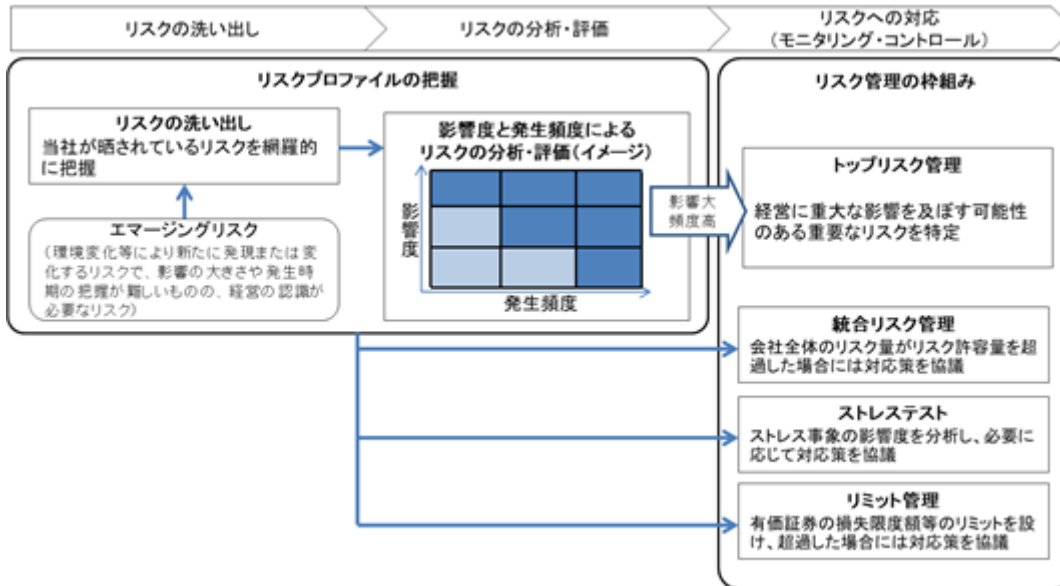 リスクの洗い出し
リスクの分析・評価
リスクへの対応
(モニタリング・コントロール)
リスクプロファイルの把握
リスクの洗い出し
当社が晒されているリスクを網羅的
に把握
エマージングリスク
(環境変化等により新たに発現または変
化するリスクで、影響の大きさや発生時
期の把握が難しいものの、経営の認識が
必要なリスク)
影響度と発生頻度による
リスクの分析・評価(イメージ)
影響度
発生頻度
影響大
頻度高
リスク管理の枠組み
トップリスク管理
経営に重大な影響を及ぼす可能性
のある重要なリスクを特定
統合リスク管理
会社全体のリスク量がリスク許容量を超
過した場合には対応策を協議
ストレステスト
ストレス事象の影響度を分析し、必要に
応じて対応策を協議
リミット管理
有価証券の損失限度額等のリミットを設
け、超過した場合には対応策を協議